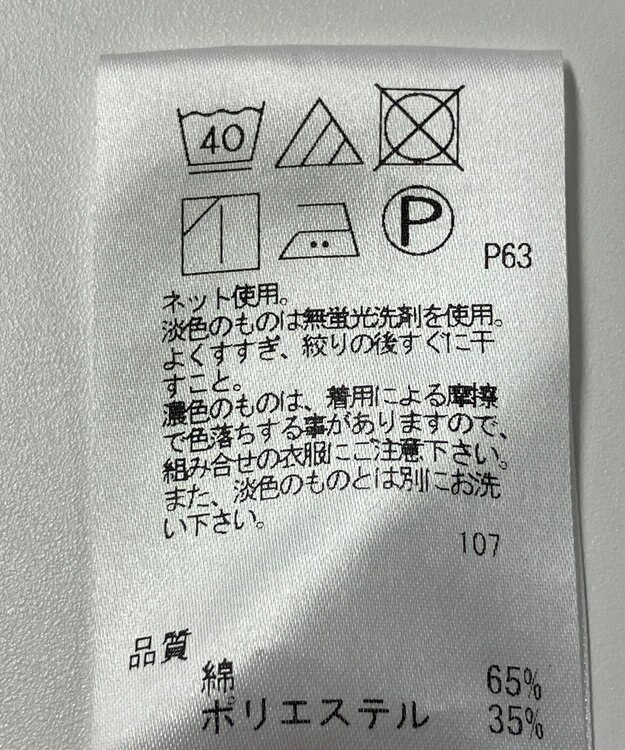 40
P
P63
ネット使用。
淡色のものは無蛍光洗剤を使用。
よくすすぎ、絞りの後すぐに干
すこと。
濃色のものは、着用による摩擦
で色落ちする事がありますので、
組み合せの衣服にご注意下さい。
また、淡色のものとは別にお洗
い下さい。
107
品質
綿 65%
ポリエステル 35%